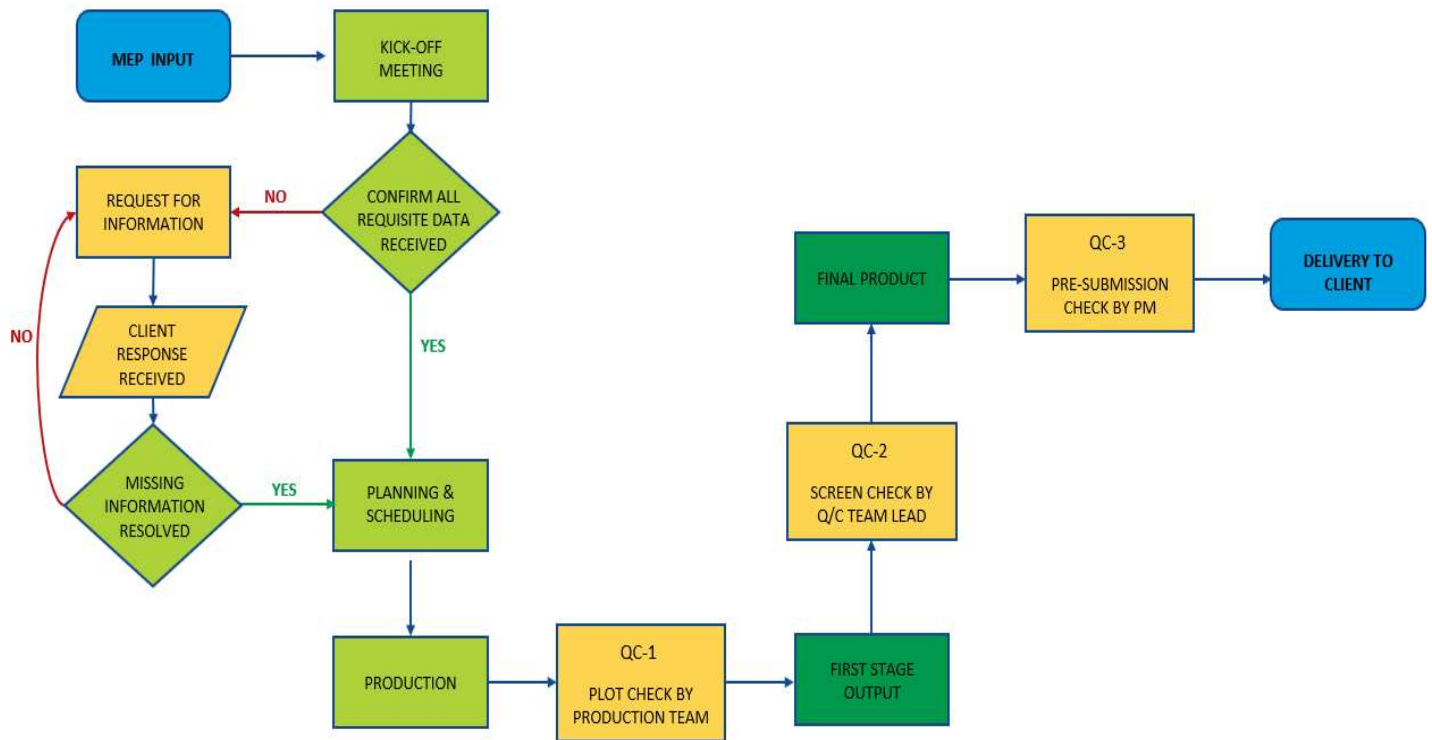 MEP INPUT
KICK-OFF
MEETING
CONFIRM ALL
REQUISITE DATA
RECEIVED
NO
REQUEST FOR
INFORMATION
CLIENT
RESPONSE
RECEIVED
NO
MISSING
INFORMATION
RESOLVED
YES
YES
PLANNING &
SCHEDULING
PRODUCTION
QC-1
PLOT CHECK BY
PRODUCTION TEAM
FIRST STAGE
OUTPUT
QC-2
SCREEN CHECK BY
Q/C TEAM LEAD
FINAL PRODUCT
QC-3
PRE-SUBMISSION
CHECK BY PM
DELIVERY TO
CLIENT